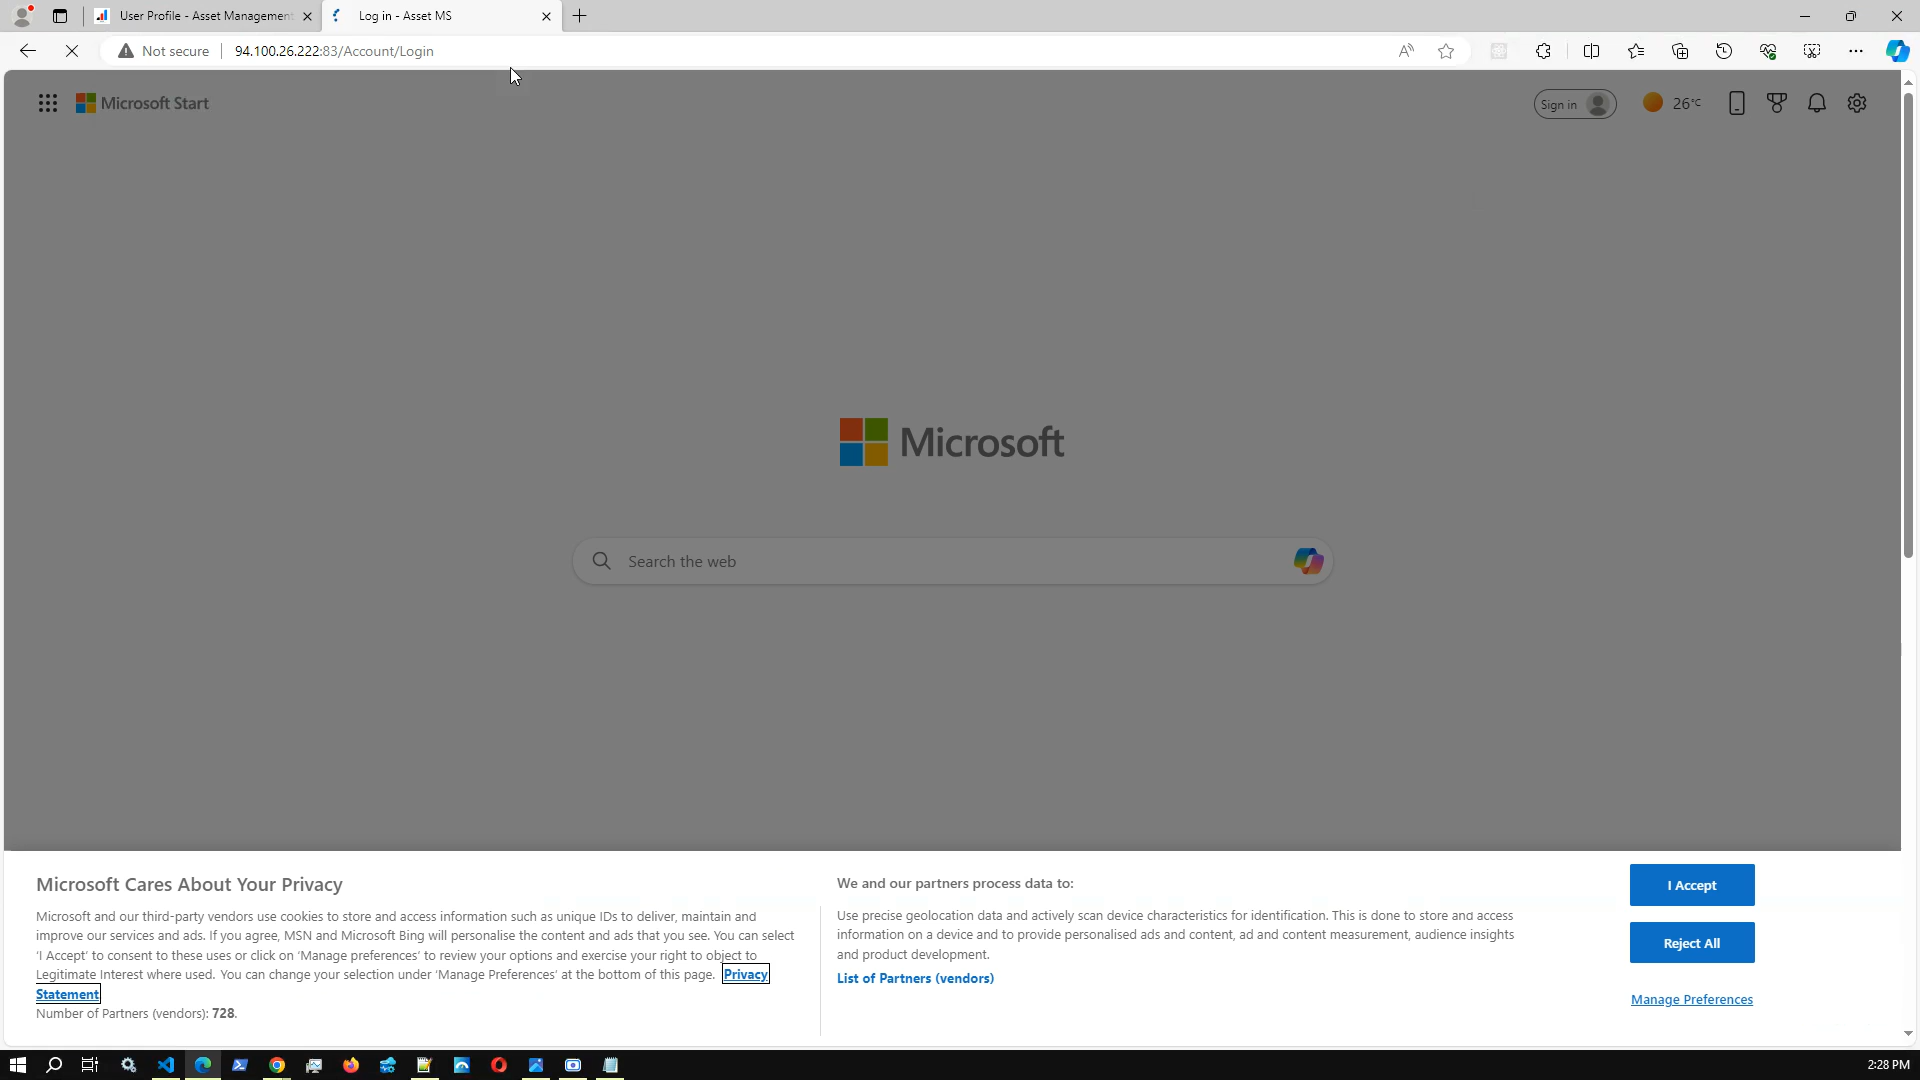 User Profile - Asset Management
Log in - Asset MS
Not secure
94.100.26.222:83/Account/Login
Microsoft Start
Sign in
26°C
Microsoft
Search the web
Microsoft Cares About Your Privacy
Microsoft and our third-party vendors use cookies to store and access information such as unique IDs to deliver, maintain and
improve our services and ads. If you agree, MSN and Microsoft Bing will personalise the content and ads that you see. You can select
'I Accept' to consent to these uses or click on 'Manage preferences' to review your options and exercise your right to object to
Legitimate Interest where used. You can change your selection under 'Manage Preferences' at the bottom of this page. Privacy
Statement
Number of Partners (vendors): 728.
We and our partners process data to:
Use precise geolocation data and actively scan device characteristics for identification. This is done to store and access
information on a device and to provide personalised ads and content, ad and content measurement, audience insights
and product development.
List of Partners (vendors)
I Accept
Reject All
Manage Preferences
2:28 PM